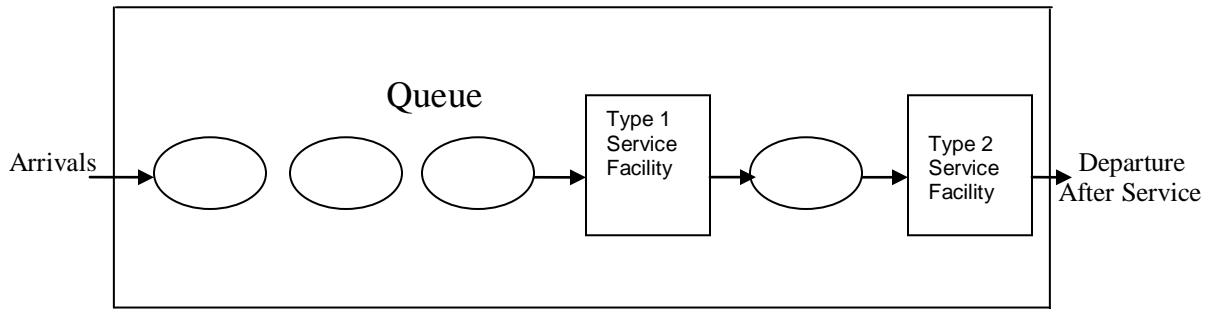 Queue
Arrivals
Type 1
Service
Facility
Type 2
Service
Facility
Departure
After Service